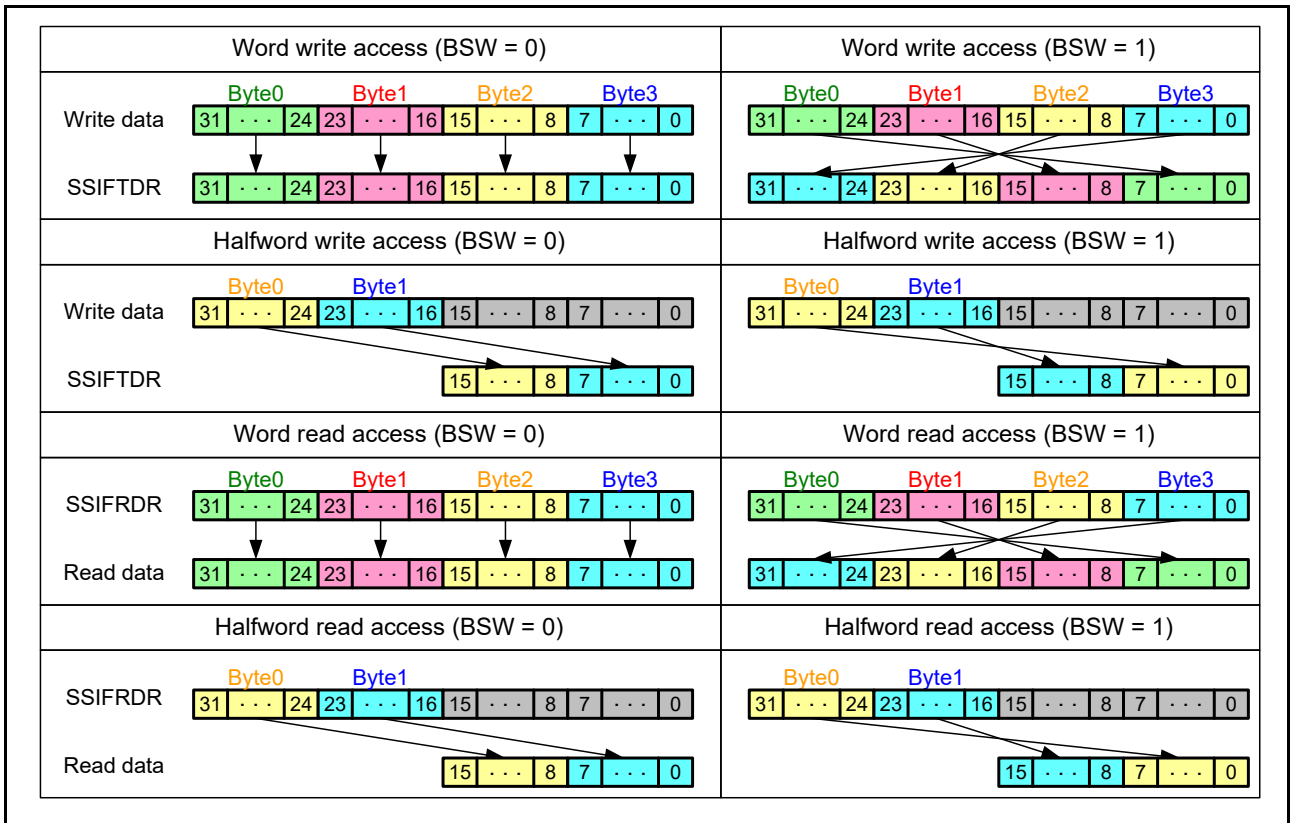 Word write access (BSW = 0) Word write access (BSW = 1)
Byte0 Byte1 Byte2 Byte3 Byte0 Byte1 Byte2 Byte3
Write data 31 · · · 24 23 · · · 16 15 · · · 8 7 · · · 0 31 · · · 24 23 · · · 16 15 · · · 8 7 · · · 0
SSIFTDR 31 · · · 24 23 · · · 16 15 · · · 8 7 · · · 0 31 · · · 24 23 · · · 16 15 · · · 8 7 · · · 0
Halfword write access (BSW = 0) Halfword write access (BSW = 1)
Byte0 Byte1 Byte0 Byte1
Write data 31 · · · 24 23 · · · 16 15 · · · 8 7 · · · 0 31 · · · 24 23 · · · 16 15 · · · 8 7 · · · 0
SSIFTDR 15 · · · 8 7 · · · 0 15 · · · 8 7 · · · 0
Word read access (BSW = 0) Word read access (BSW = 1)
Byte0 Byte1 Byte2 Byte3 Byte0 Byte1 Byte2 Byte3
SSIFRDR 31 · · · 24 23 · · · 16 15 · · · 8 7 · · · 0 31 · · · 24 23 · · · 16 15 · · · 8 7 · · · 0
Read data 31 · · · 24 23 · · · 16 15 · · · 8 7 · · · 0 31 · · · 24 23 · · · 16 15 · · · 8 7 · · · 0
Halfword read access (BSW = 0) Halfword read access (BSW = 1)
Byte0 Byte1 Byte0 Byte1
SSIFRDR 31 · · · 24 23 · · · 16 15 · · · 8 7 · · · 0 31 · · · 24 23 · · · 16 15 · · · 8 7 · · · 0
Read data 15 · · · 8 7 · · · 0 15 · · · 8 7 · · · 0